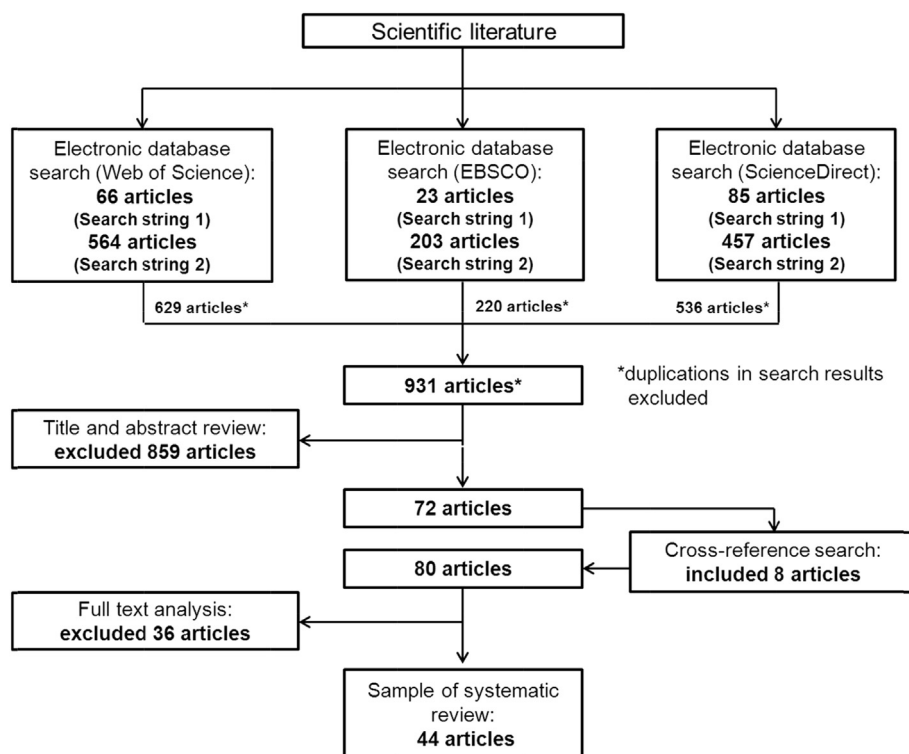 Scientific literature
Electronic database
search (Web of Science):
66 articles
(Search string 1)
564 articles
(Search string 2)
Electronic database
search (EBSCO):
23 articles
(Search string 1)
203 articles
(Search string 2)
Electronic database
search (ScienceDirect):
85 articles
(Search string 1)
457 articles
(Search string 2)
629 articles*
220 articles*
536 articles*
931 articles*
*duplications in search results
excluded
Title and abstract review:
excluded 859 articles
72 articles
Cross-reference search:
included 8 articles
80 articles
Full text analysis:
excluded 36 articles
Sample of systematic
review:
44 articles